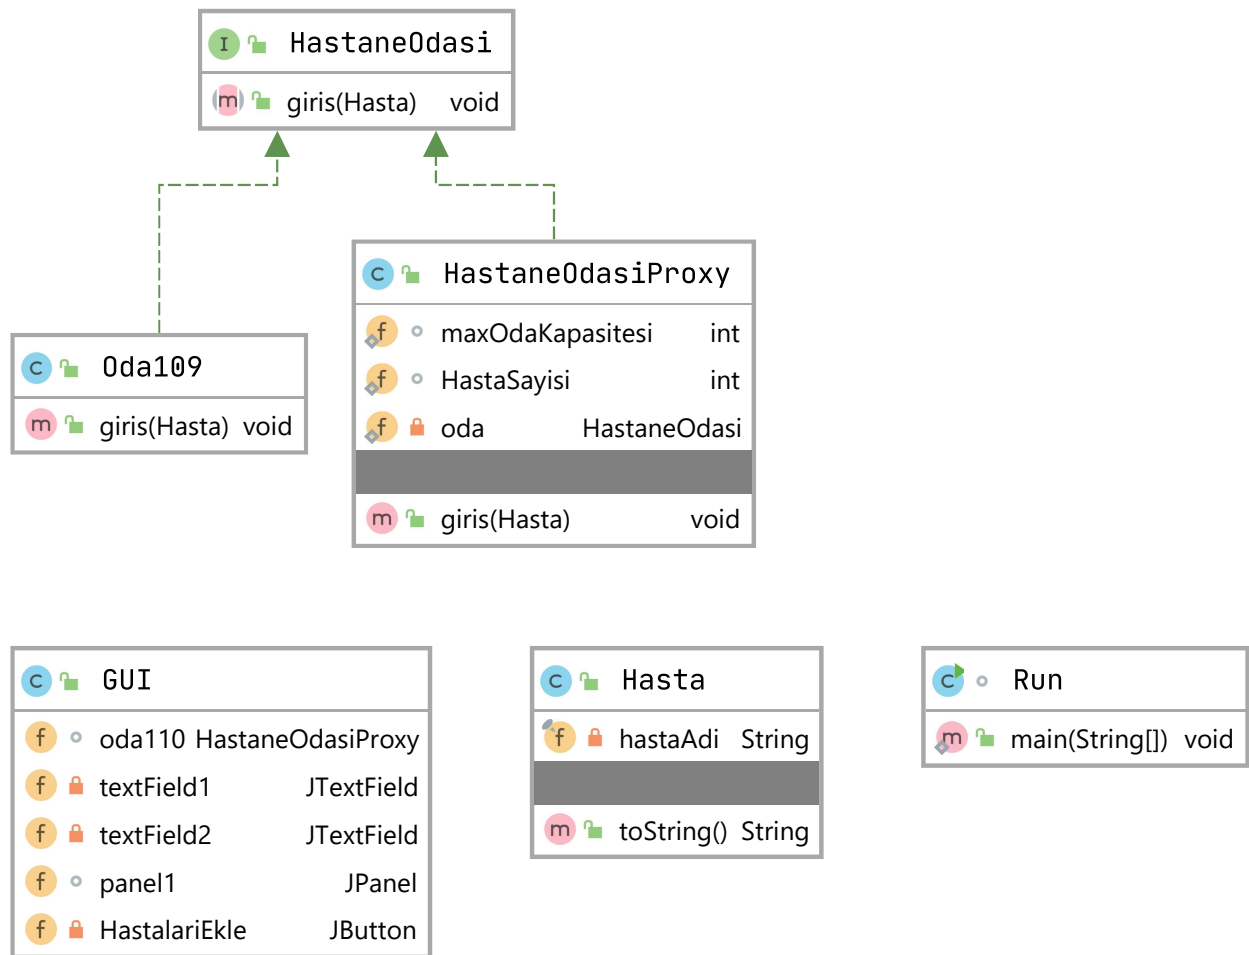 I HastaneOdasi
m giris(Hasta) void
C HastaneOdasiProxy
f maxOdaKapasitesi int
f HastaSayisi int
f oda HastaneOdasi
m giris(Hasta) void
C Oda109
m giris(Hasta) void
C GUI
f oda110 HastaneOdasiProxy
f textField1 JTextField
f textField2 JTextField
f panel1 JPanel
f HastalariEkle JButton
C Hasta
f hastaAdi String
m toString() String
C Run
m main(String[]) void